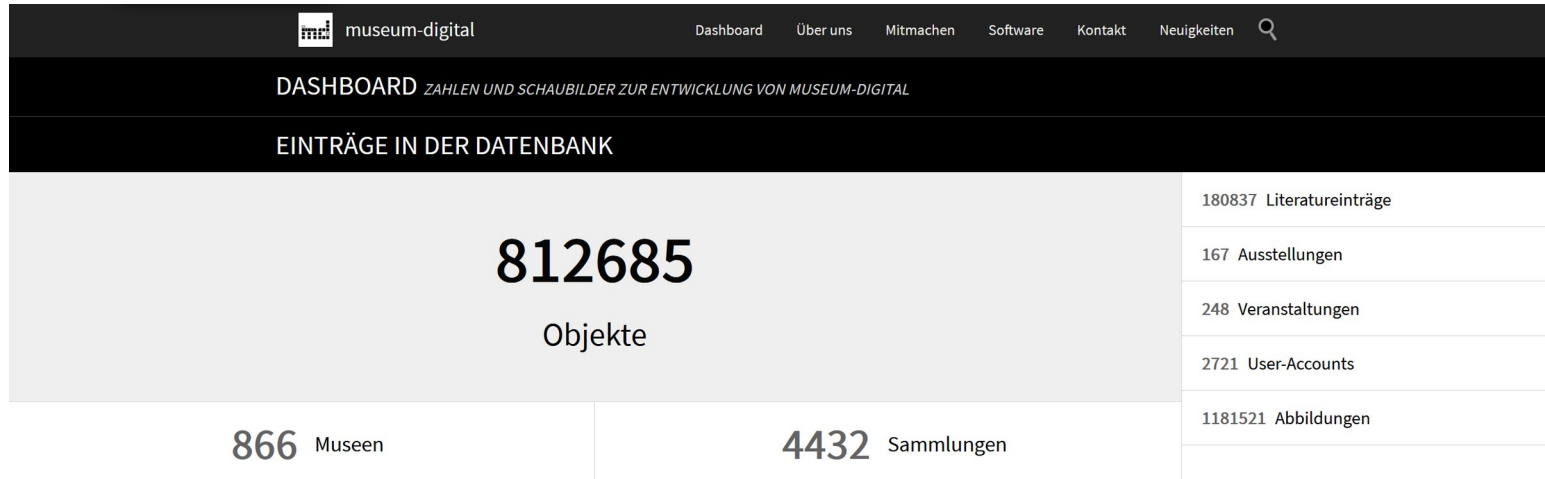 museum-digital Dashboard Über uns Mitmachen Software Kontakt Neuigkeiten
DASHBOARD ZAHLEN UND SCHAUBILDER ZUR ENTWICKLUNG VON MUSEUM-DIGITAL
EINTRÄGE IN DER DATENBANK
812685
Objekte
866 Museen
4432 Sammlungen
180837 Literatureinträge
167 Ausstellungen
248 Veranstaltungen
2721 User-Accounts
1181521 Abbildungen